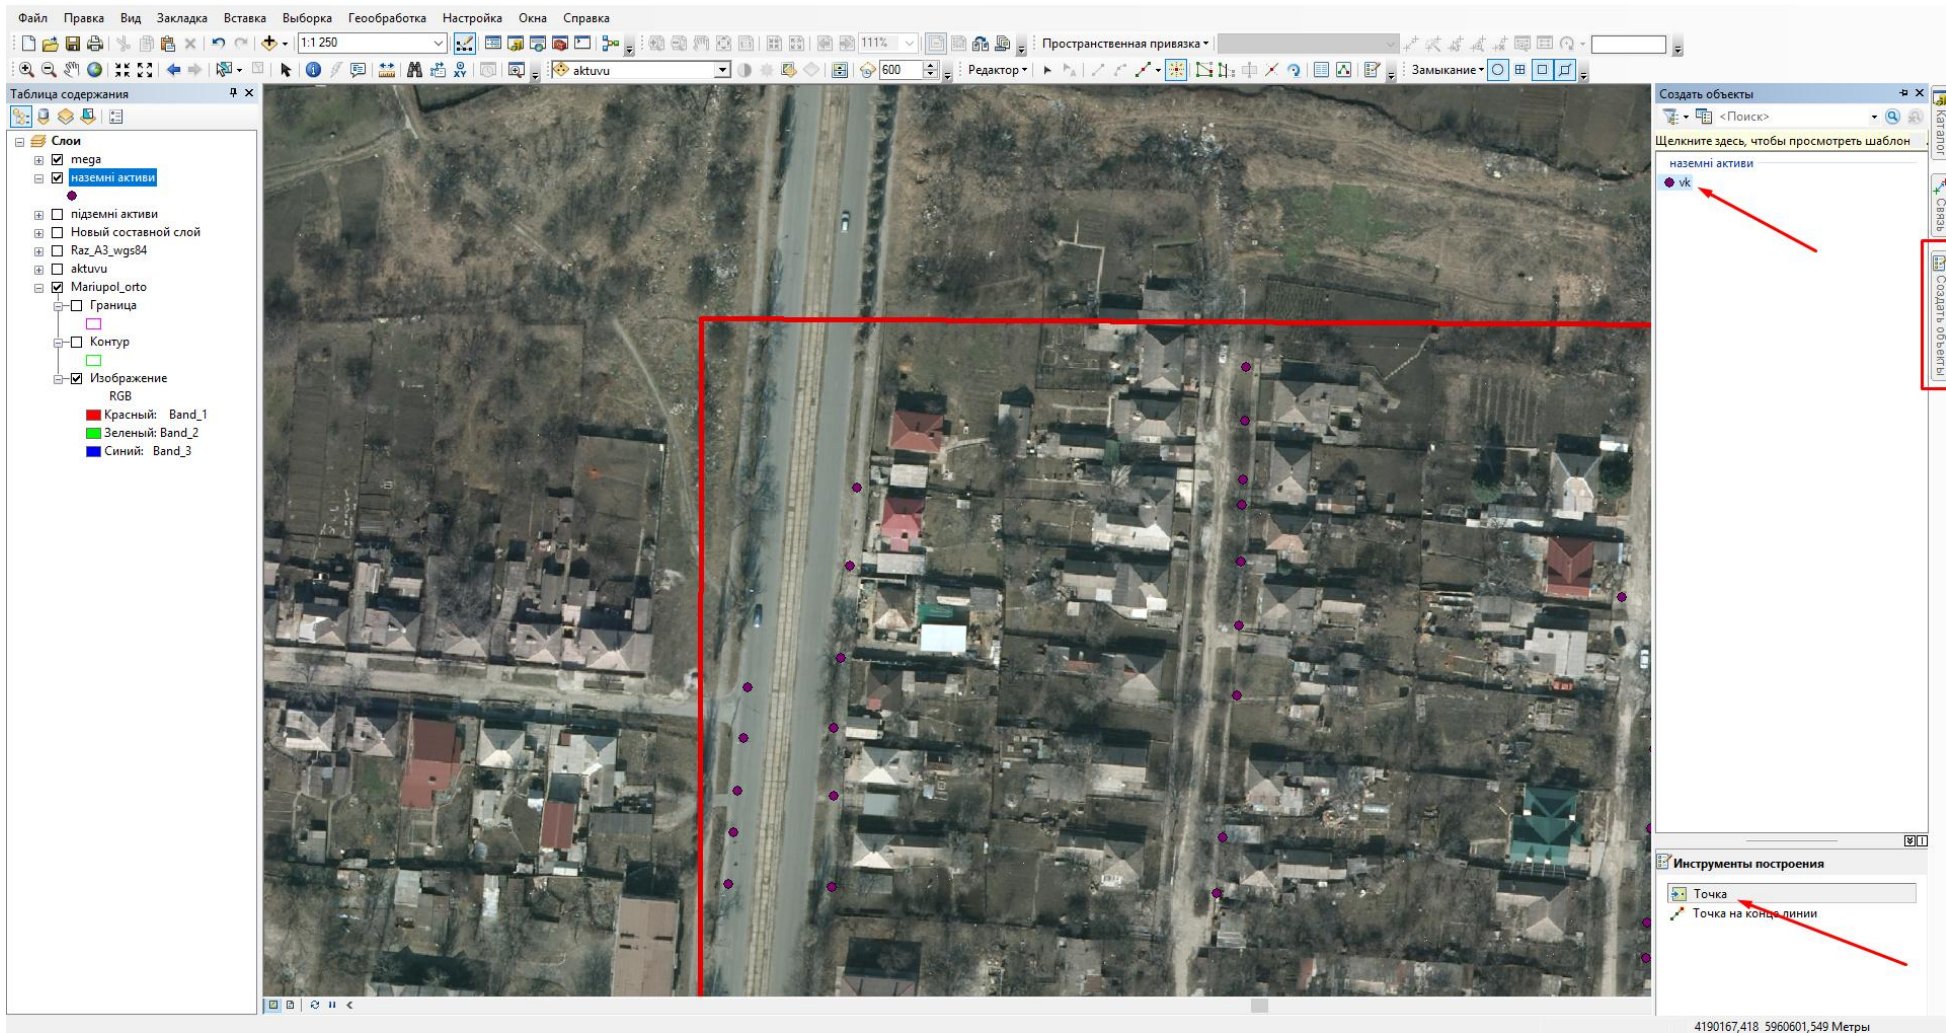 Файл Правка Вид Закладка Вставка Выборка Геообработка Настройка Окна Справка
1:1 250
111%
Пространственная привязка
aktuvu
600
Редактор
Замыкание
Таблица содержания
Слои
mega
наземні активи
підземні активи
Новый составной слой
Raz_A3_wgs84
aktuvu
Mariupol_orto
Граница
Контур
Изображение
RGB
Красный: Band_1
Зеленый: Band_2
Синий: Band_3
Создать объекты
<Поиск>
Щелкните здесь, чтобы просмотреть шаблон
наземні активи
vk
Каталог
Связь
Создать объекты
Инструменты построения
Точка
Точка на конце линии
4190167,418 5960601,549 Метры